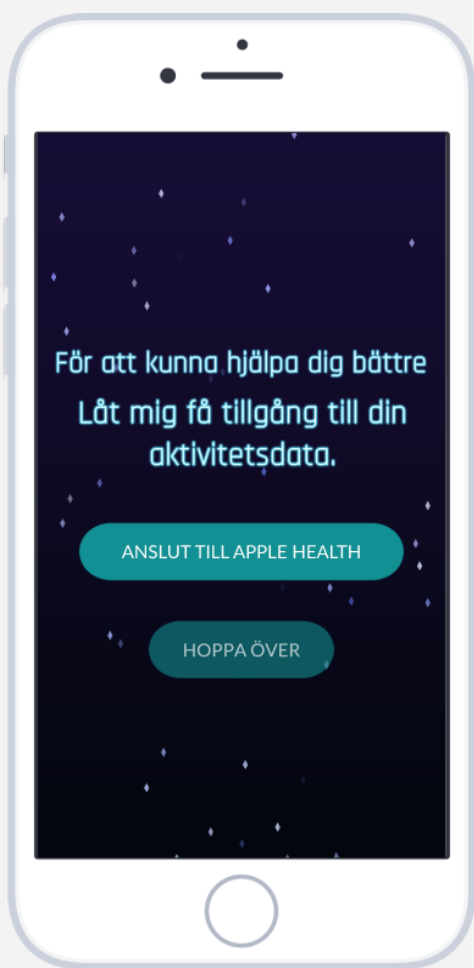 För att kunna hjälpa dig bättre
Låt mig få tillgång till din
aktivitetsdata.
ANSLUT TILL APPLE HEALTH
HOPPA ÖVER